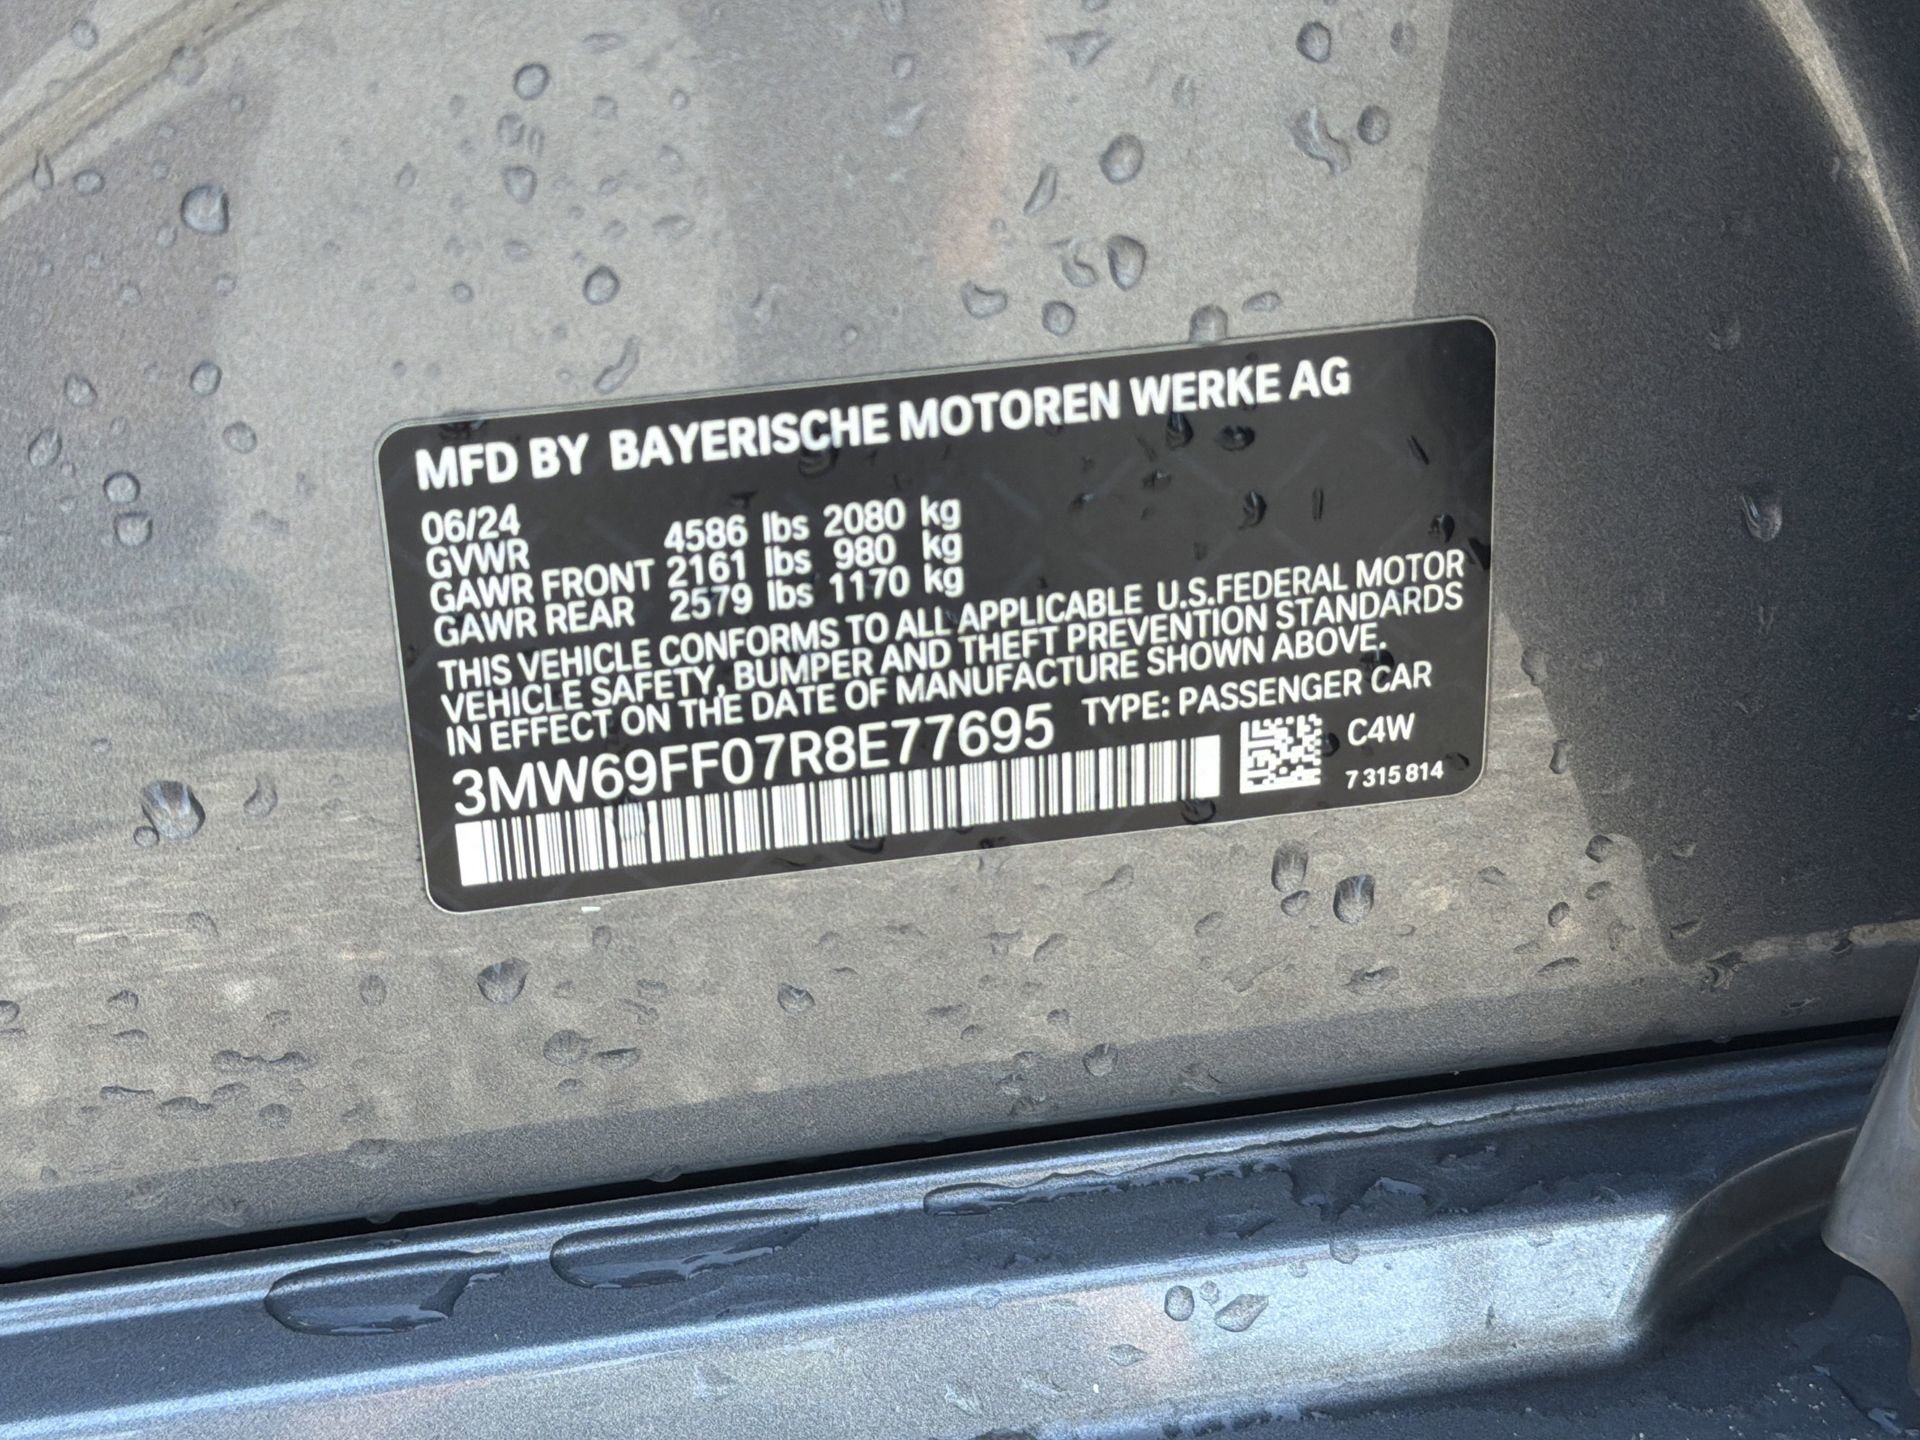 MFD BY BAYERISCHE MOTOREN WERKE AG
06/24
GVWR 4586 lbs 2080 kg
GAWR FRONT 2161 lbs 980 kg
GAWR REAR 2579 lbs 1170 kg
THIS VEHICLE CONFORMS TO ALL APPLICABLE U.S.FEDERAL MOTOR
VEHICLE SAFETY, BUMPER AND THEFT PREVENTION STANDARDS
IN EFFECT ON THE DATE OF MANUFACTURE SHOWN ABOVE.
3MW69FF07R8E77695 TYPE: PASSENGER CAR
C4W
7 315 814